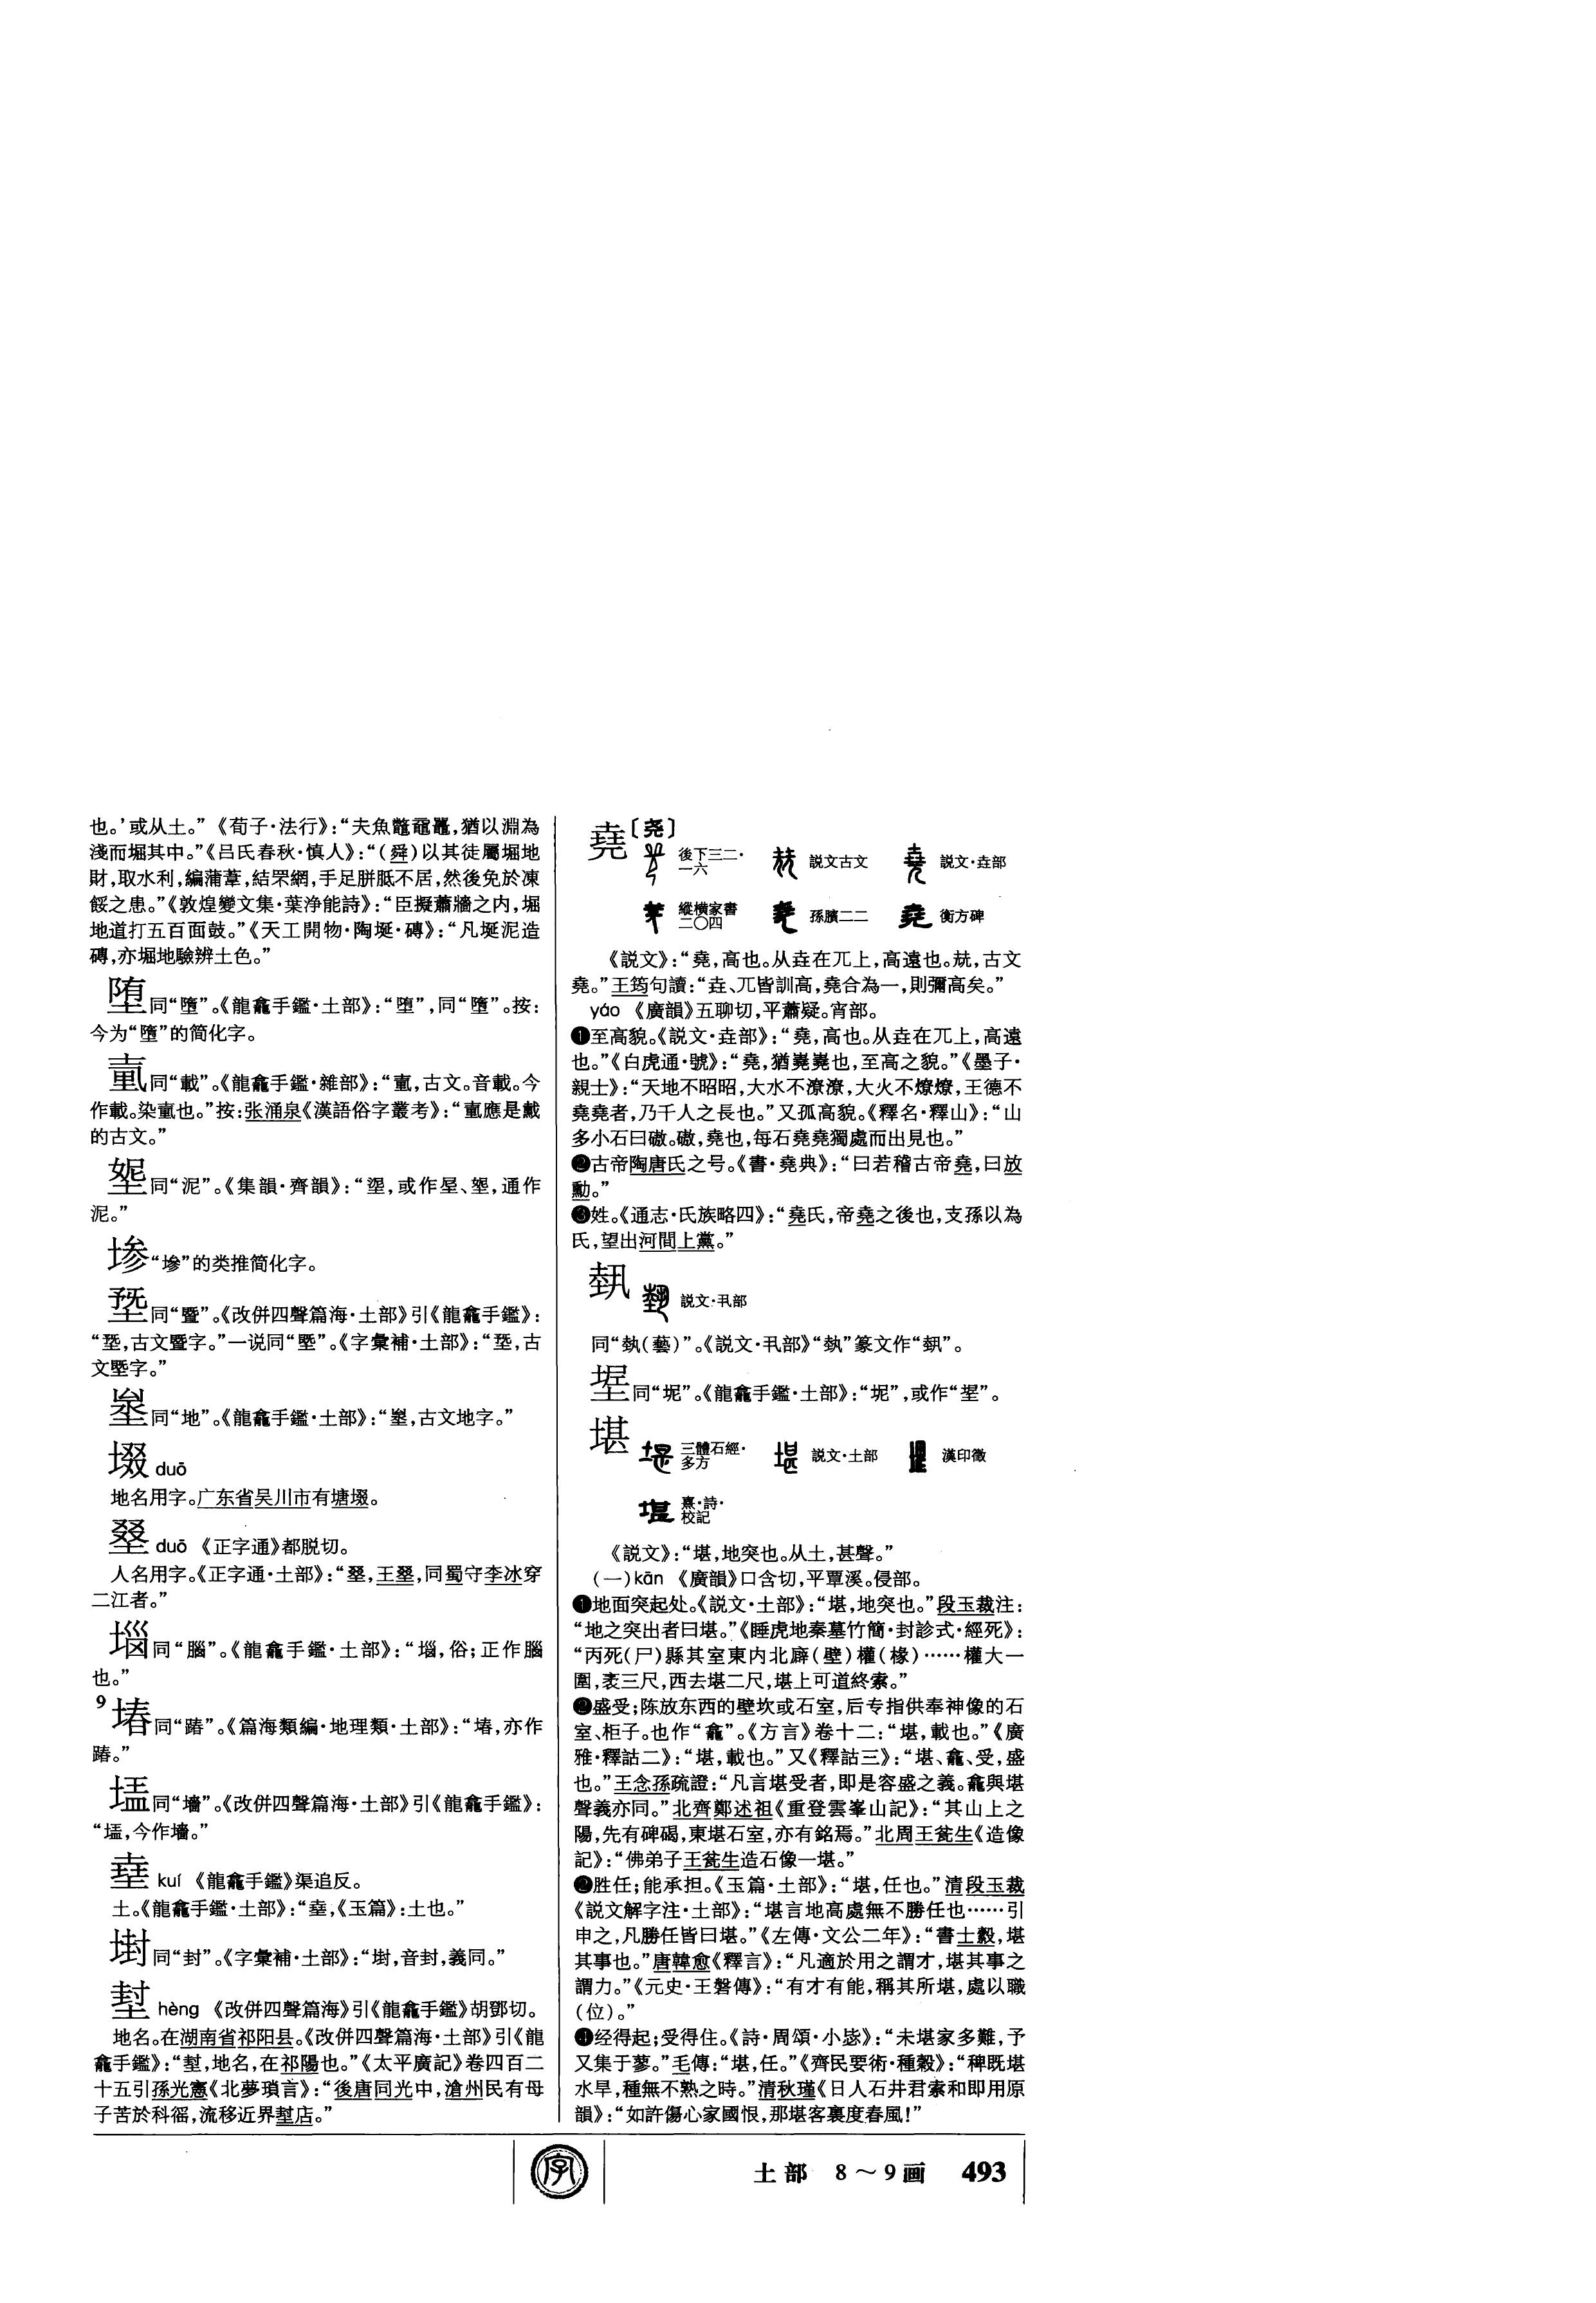 也。’或从土。”《荀子·法行》：“夫魚鼈黿鼉，猶以淵為
淺而堀其中。”《吕氏春秋·慎人》：“（舜）以其徒屬堀地
財，取水利，編蒲葦，結罘網，手足胼胝不居，然後免於凍
餒之患。”《敦煌變文集·葉浄能詩》：“臣擬蕭牆之内，堀
地道打五百面鼓。”《天工開物·陶埏·磚》：“凡埏泥造
磚，亦堀地驗辨土色。”
堕同“墮”。《龍龕手鑑·土部》：“堕”，同“墮”。按：
今为“墮”的简化字。
同“載”。《龍龕手鑑·雜部》：“，古文。音載。今
作載。染也。”按：张涌泉《漢語俗字叢考》：“應是戴
的古文。”
同“泥”。《集韻·齊韻》：“埿，或作屔、，通作
泥。”
“墋”的类推简化字。
同“暨”。《改併四聲篇海·土部》引《龍龕手鑑》：
“，古文暨字。”一说同“塈”。《字彙補·土部》：“，古
文塈字。”
同“地”。《龍龕手鑑·土部》：“，古文地字。”
埵 duō
地名用字。广东省吴川市有塘㙍。
duō 《正字通》都脱切。
人名用字。《正字通·土部》：“，王，同蜀守李冰穿
二江者。”
同“腦”。《龍龕手鑑·土部》：“，俗；正作腦
也。”
9 堾同“踳”。《篇海類編·地理類·土部》：“堾，亦作
踳。”
同“墻”。《改併四聲篇海·土部》引《龍龕手鑑》：
“，今作墻。”
kuí 《龍龕手鑑》渠追反。
土。《龍龕手鑑·土部》：“，《玉篇》：土也。”
同“封”。《字彙補·土部》：“，音封，義同。”
hèng 《改併四聲篇海》引《龍龕手鑑》胡鄧切。
地名。在湖南省祁阳县。《改併四聲篇海·土部》引《龍
龕手鑑》：“，地名，在祁陽也。”《太平廣記》卷四百二
十五引孫光憲《北夢瑣言》：“後唐同光中，滄州民有母
子苦於科徭，流移近界店。”
堯〔尧〕
後下三二·一六 説文古文 説文·垚部
縱横家書二〇四 孫臏二二 衡方碑
《説文》：“堯，高也。从垚在兀上，高遠也。，古文
堯。”王筠句讀：“垚、兀皆訓高，堯合為一，則彌高矣。”
yáo 《廣韻》五聊切，平蕭疑。宵部。
❶至高貌。《説文·垚部》：“堯，高也。从垚在兀上，高遠
也。”《白虎通·號》：“堯，猶嶤嶤也，至高之貌。”《墨子·
親士》：“天地不昭昭，大水不潦潦，大火不燎燎，王德不
堯堯者，乃千人之長也。”又孤高貌。《釋名·釋山》：“山
多小石曰磝。磝，堯也，每石堯堯獨處而出見也。”
❷古帝陶唐氏之号。《書·堯典》：“曰若稽古帝堯，曰放
勳。”
❸姓。《通志·氏族略四》：“堯氏，帝堯之後也，支孫以為
氏，望出河間上黨。”
説文·丮部
同“埶（藝）”。《説文·丮部》“埶”篆文作“”。
同“坭”。《龍龕手鑑·土部》：“坭”，或作“”。
堪
三體石經·多方 説文·土部 漢印徵
熹·詩·校記
《説文》：“堪，地突也。从土，甚聲。”
（一）kān 《廣韻》口含切，平覃溪。侵部。
❶地面突起处。《説文·土部》：“堪，地突也。”段玉裁注：
“地之突出者曰堪。”《睡虎地秦墓竹簡·封診式·經死》：
“丙死（尸）縣其室東内北廦（壁）權（椽）……權大一
圍，袤三尺，西去堪二尺，堪上可道終索。”
❷盛受；陈放东西的壁坎或石室，后专指供奉神像的石
室、柜子。也作“龕”。《方言》卷十二：“堪，載也。”《廣
雅·釋詁二》：“堪，載也。”又《釋詁三》：“堪、龕、受，盛
也。”王念孫疏證：“凡言堪受者，即是容盛之義。龕與堪
聲義亦同。”北齊鄭述祖《重登雲峯山記》：“其山上之
陽，先有碑碣，東堪石室，亦有銘焉。”北周王瓮生《造像
記》：“佛弟子王瓮生造石像一堪。”
❷胜任；能承担。《玉篇·土部》：“堪，任也。”清段玉裁
《説文解字注·土部》：“堪言地高處無不勝任也……引
申之，凡勝任皆曰堪。”《左傳·文公二年》：“書士縠，堪
其事也。”唐韓愈《釋言》：“凡適於用之謂才，堪其事之
謂力。”《元史·王磐傳》：“有才有能，稱其所堪，處以職
（位）。”
❹经得起；受得住。《詩·周頌·小毖》：“未堪家多難，予
又集于蓼。”毛傳：“堪，任。”《齊民要術·種穀》：“稗既堪
水旱，種無不熟之時。”清秋瑾《日人石井君索和即用原
韻》：“如許傷心家國恨，那堪客裏度春風！”
字
土部 8～9画 493